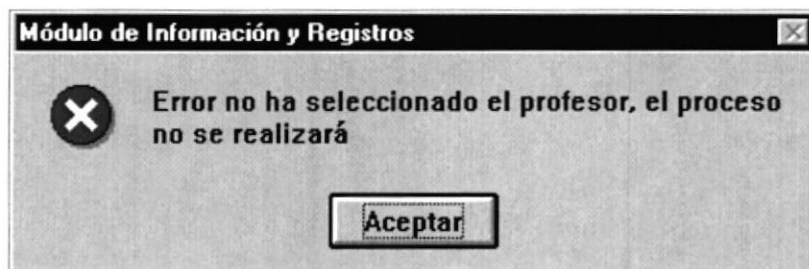 Módulo de Información y Registros
Error no ha seleccionado el profesor, el proceso
no se realizará
Aceptar